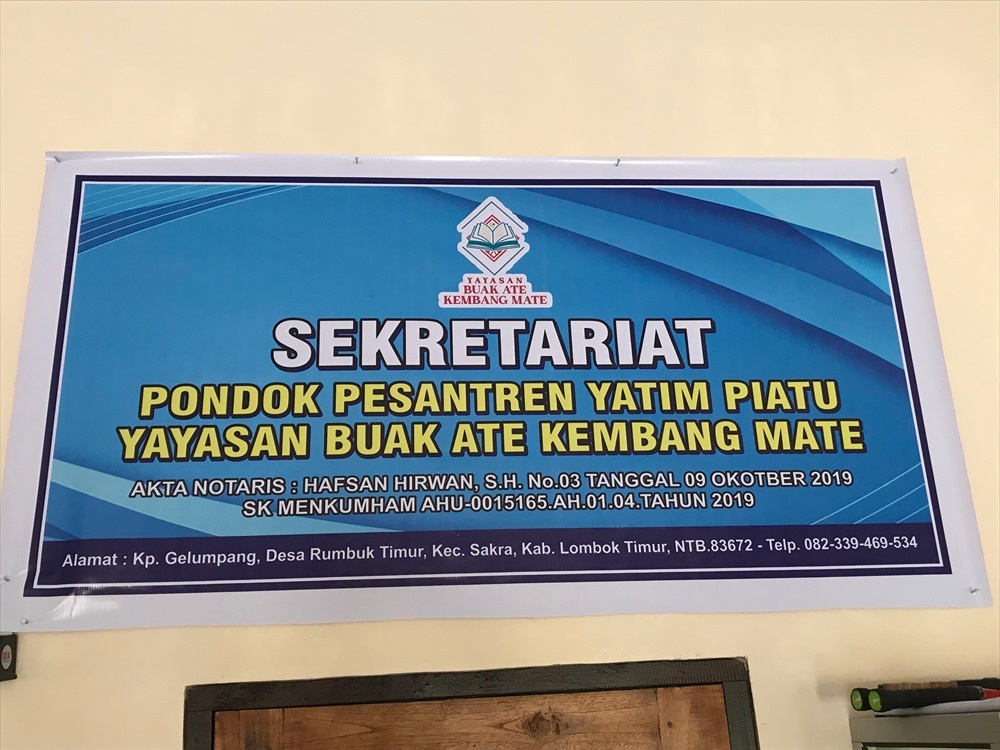 YAYASAN
BUAK ATE
KEMBANG MATE
SEKRETARIAT
PONDOK PESANTREN YATIM PIATU
YAYASAN BUAK ATE KEMBANG MATE
AKTA NOTARIS : HAFSAN HIRWAN, S.H. No.03 TANGGAL 09 OKOTBER 2019
SK MENKUMHAM AHU-0015165.AH.01.04.TAHUN 2019
Alamat : Kp. Gelumpang, Desa Rumbuk Timur, Kec. Sakra, Kab. Lombok Timur, NTB.83672 - Telp. 082-339-469-534